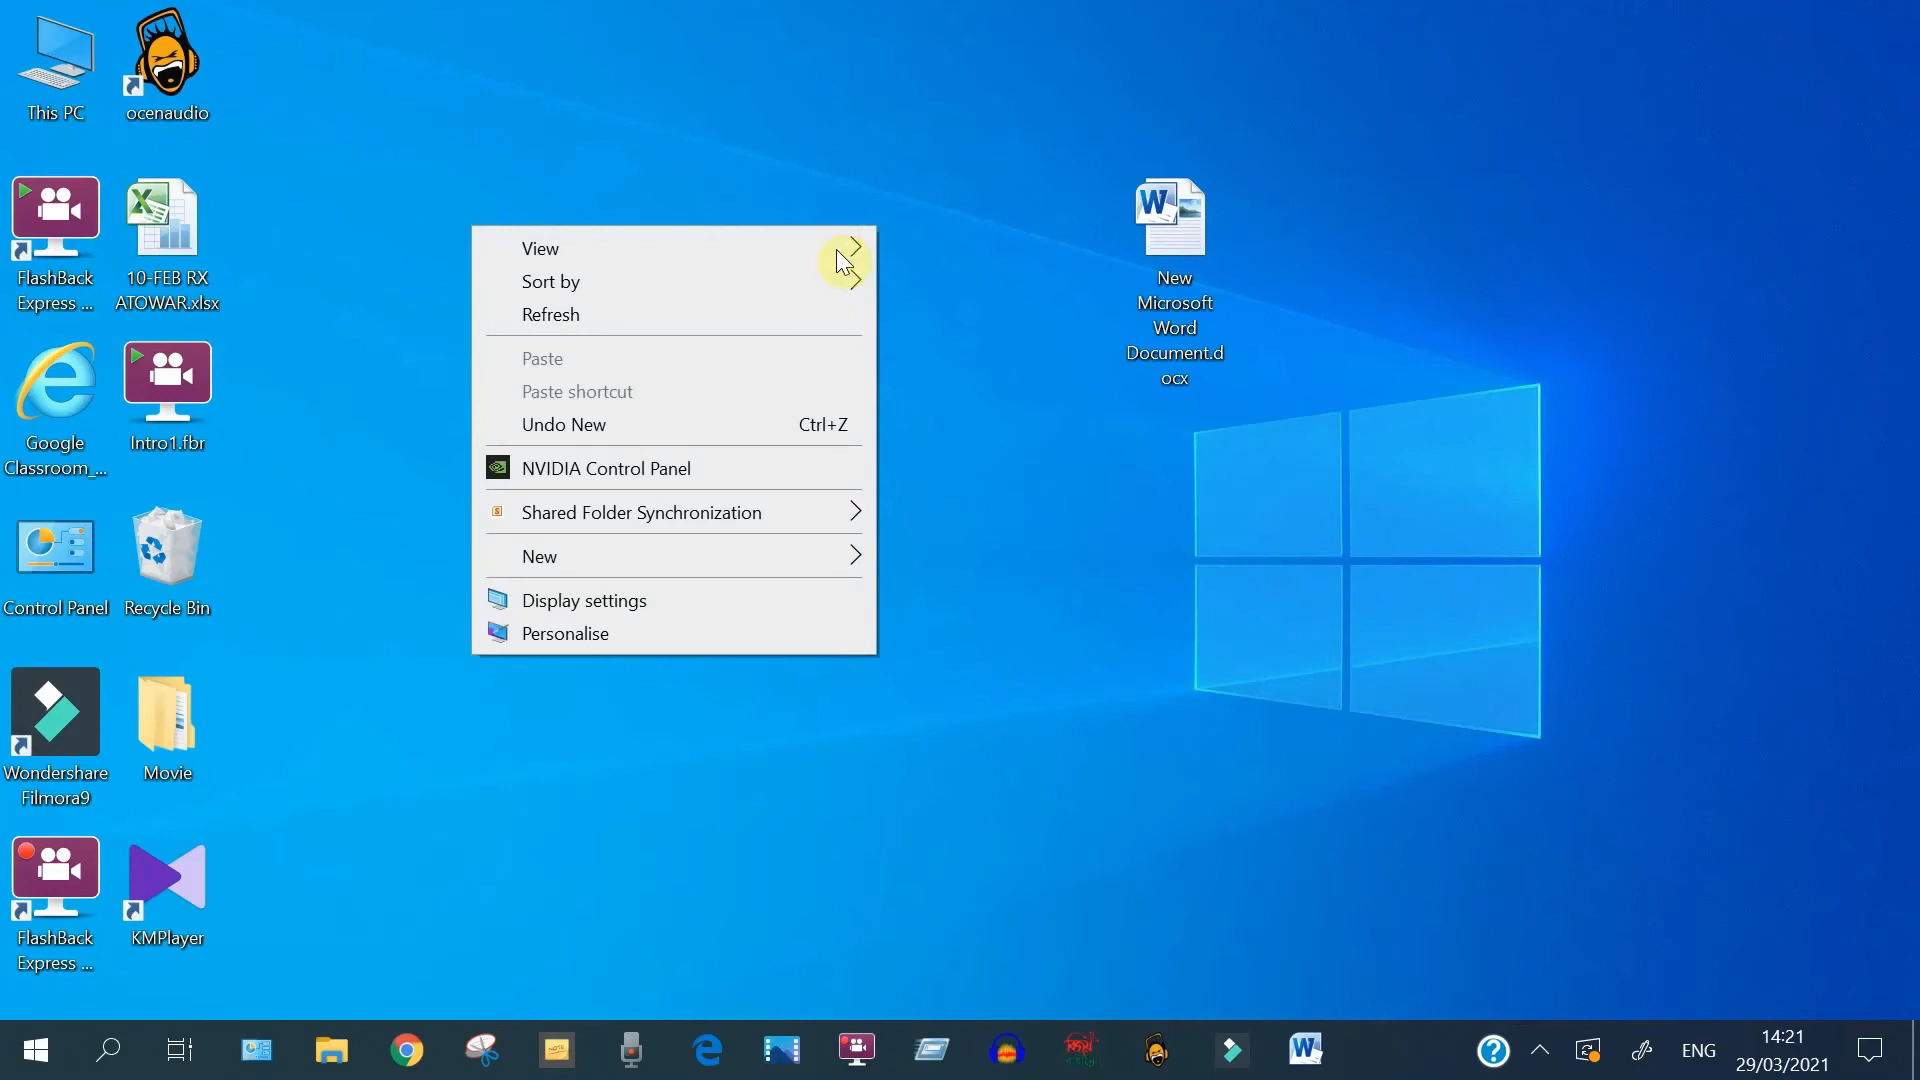 This PC
ocenaudio
FlashBack
Express ...
10-FEB RX
ATOWAR.xlsx
Google
Classroom_...
Intro1.fbr
Control Panel
Recycle Bin
Wondershare
Filmora9
Movie
FlashBack
Express ...
KMPlayer
View
Sort by
Refresh
Paste
Paste shortcut
Undo New Ctrl+Z
NVIDIA Control Panel
Shared Folder Synchronization
New
Display settings
Personalise
New
Microsoft
Word
Document.d
ocx
ENG
14:21
29/03/2021